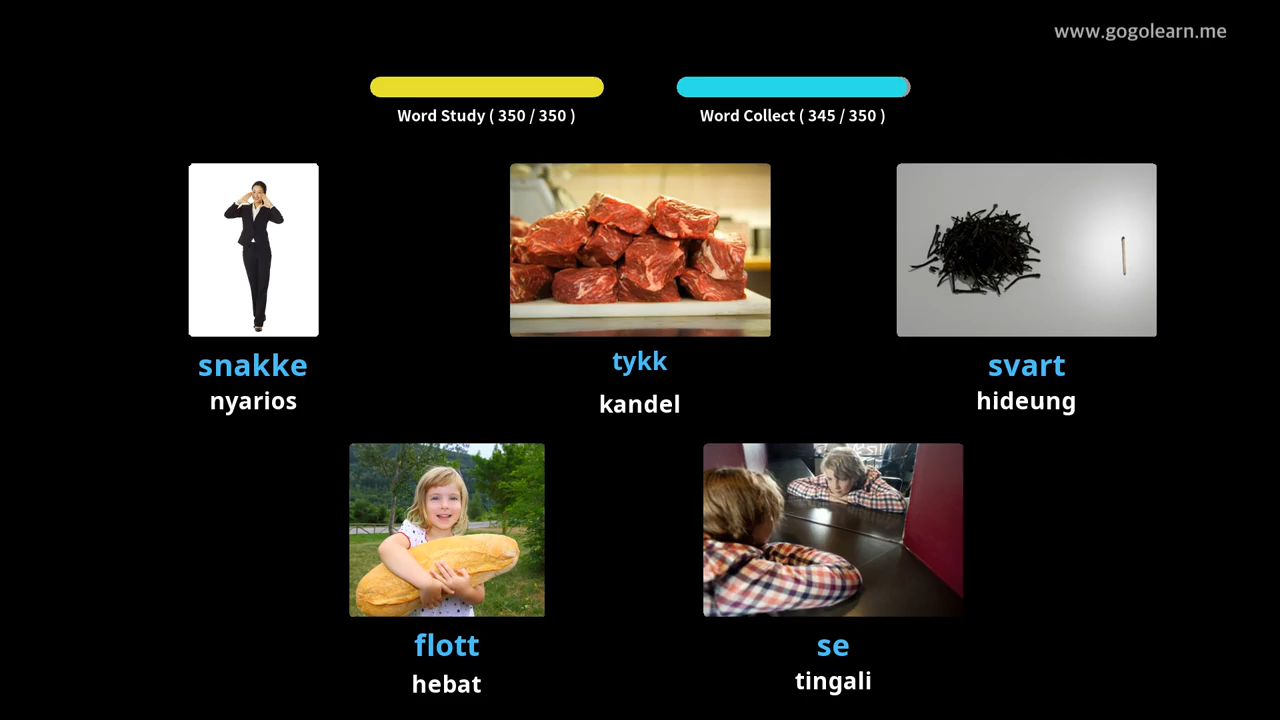 www.gogolearn.me
Word Study ( 350 / 350 )
Word Collect ( 345 / 350 )
snakke
nyarios
tykk
kandel
svart
hideung
flott
hebat
se
tingali